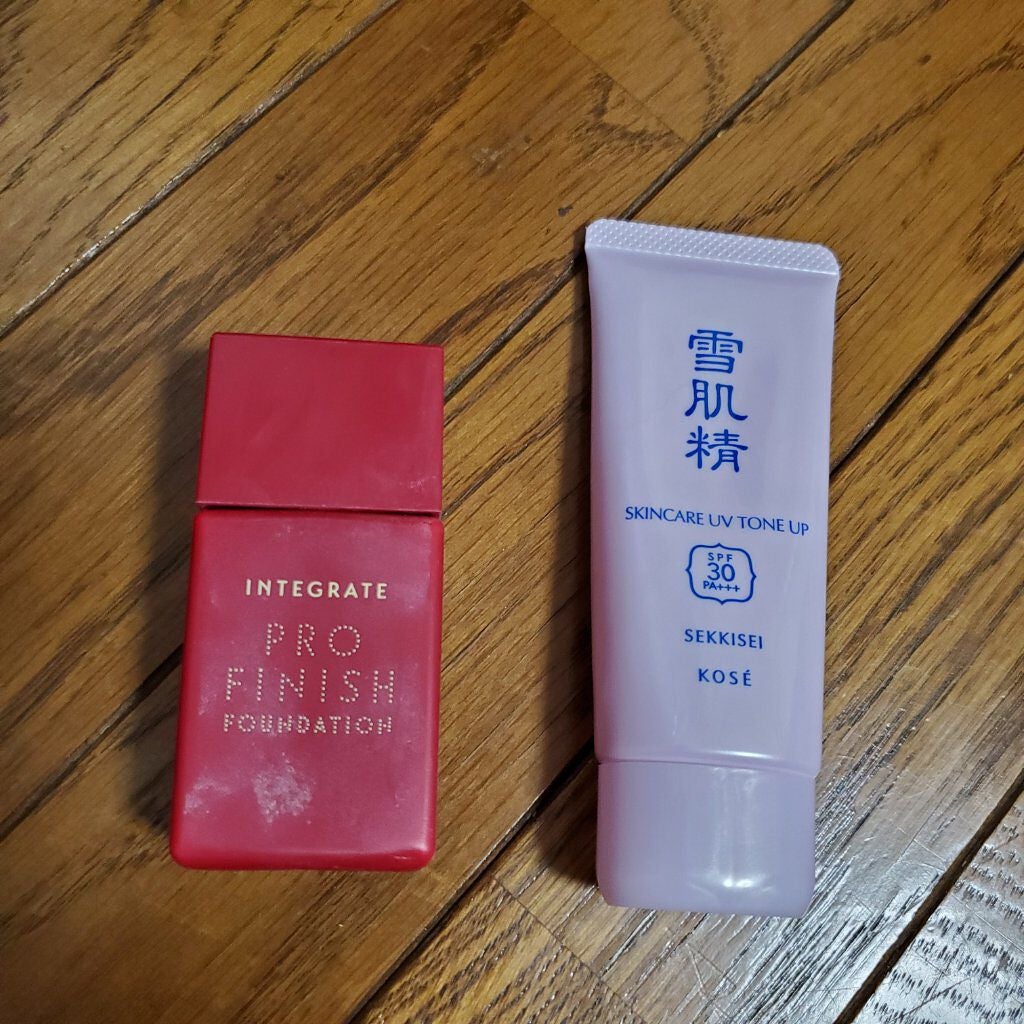 INTEGRATE
PRO
FINISH
FOUNDATION
雪肌精
SKINCARE UV TONE UP
SPF
30
PA+++
SEKKISEI
KOSÉ